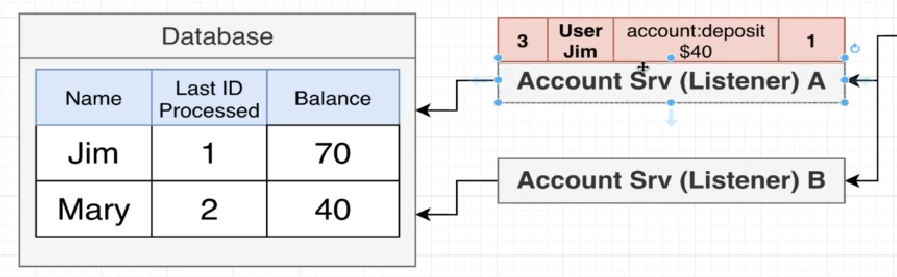 Database
Name Last ID Processed Balance
Jim 1 70
Mary 2 40
3 User Jim account:deposit $40 1
Account Srv (Listener) A
Account Srv (Listener) B